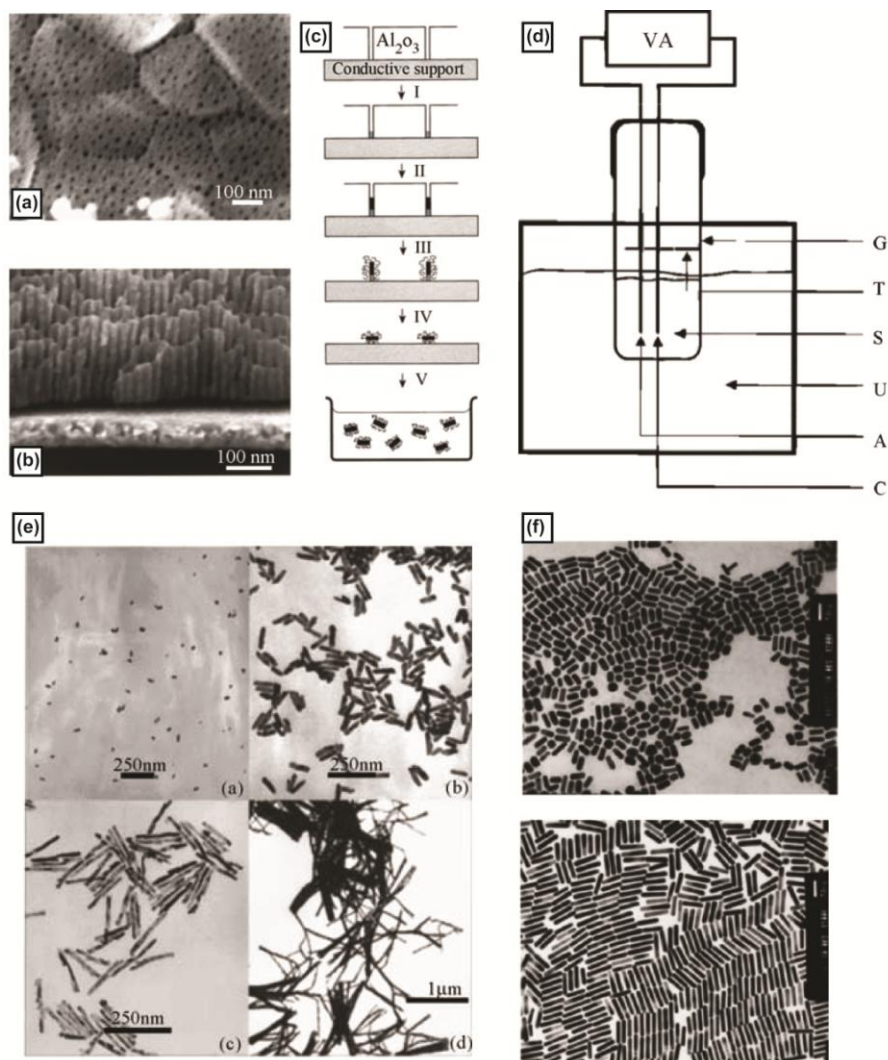 (a)
100 nm
(b)
100 nm
(c)
Al₂o₃
Conductive support
I
II
III
IV
V
(d)
VA
G
T
S
U
A
C
(e)
250nm
(a)
250nm
(b)
250nm
(c)
1μm
(d)
(f)